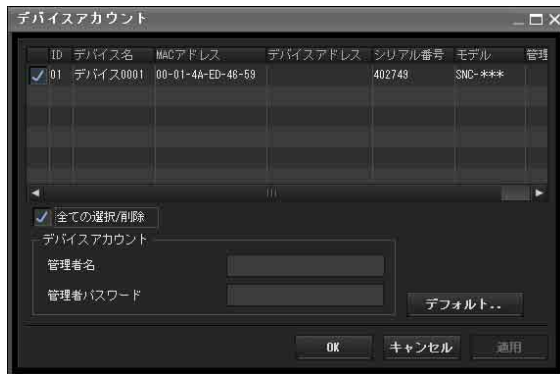 デバイスアカウント
ID デバイス名 MACアドレス デバイスアドレス シリアル番号 モデル 管理
01 デバイス0001 00-01-4A-ED-46-59 402749 SNC-***
全ての選択/削除
デバイスアカウント
管理者名
管理者パスワード
デフォルト..
OK キャンセル 適用